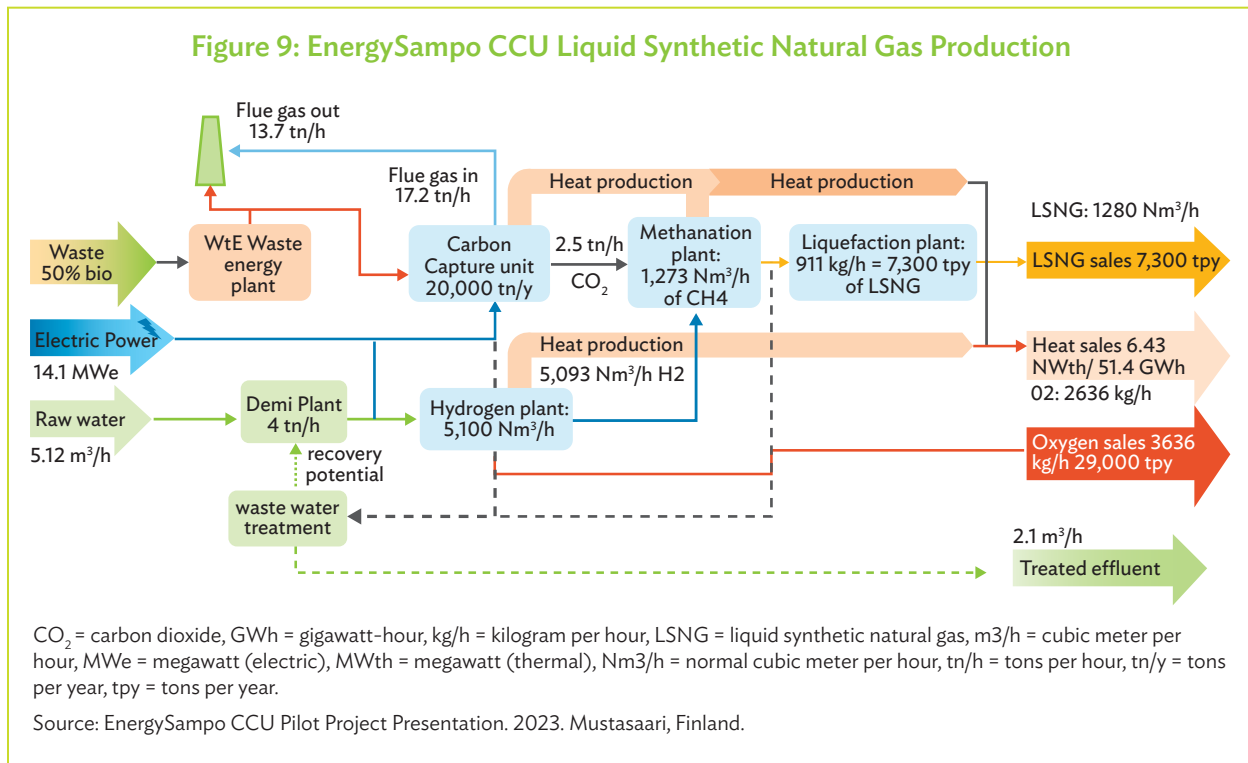 Figure 9: EnergySampo CCU Liquid Synthetic Natural Gas Production
Flue gas out
13.7 tn/h
Flue gas in
17.2 tn/h
Heat production
Heat production
LSNG: 1280 Nm³/h
Waste
50% bio
WtE Waste
energy
plant
Carbon
Capture unit
20,000 tn/y
2.5 tn/h
CO₂
Methanation
plant:
1,273 Nm³/h
of CH4
Liquefaction plant:
911 kg/h = 7,300 tpy
of LSNG
LSNG sales 7,300 tpy
Electric Power
14.1 MWe
Heat production
5,093 Nm³/h H2
Heat sales 6.43
NWth/ 51.4 GWh
02: 2636 kg/h
Raw water
5.12 m³/h
Demi Plant
4 tn/h
Hydrogen plant:
5,100 Nm³/h
recovery
potential
Oxygen sales 3636
kg/h 29,000 tpy
waste water
treatment
2.1 m³/h
Treated effluent
CO₂ = carbon dioxide, GWh = gigawatt-hour, kg/h = kilogram per hour, LSNG = liquid synthetic natural gas, m3/h = cubic meter per
hour, MWe = megawatt (electric), MWth = megawatt (thermal), Nm3/h = normal cubic meter per hour, tn/h = tons per hour, tn/y = tons
per year, tpy = tons per year.
Source: EnergySampo CCU Pilot Project Presentation. 2023. Mustasaari, Finland.